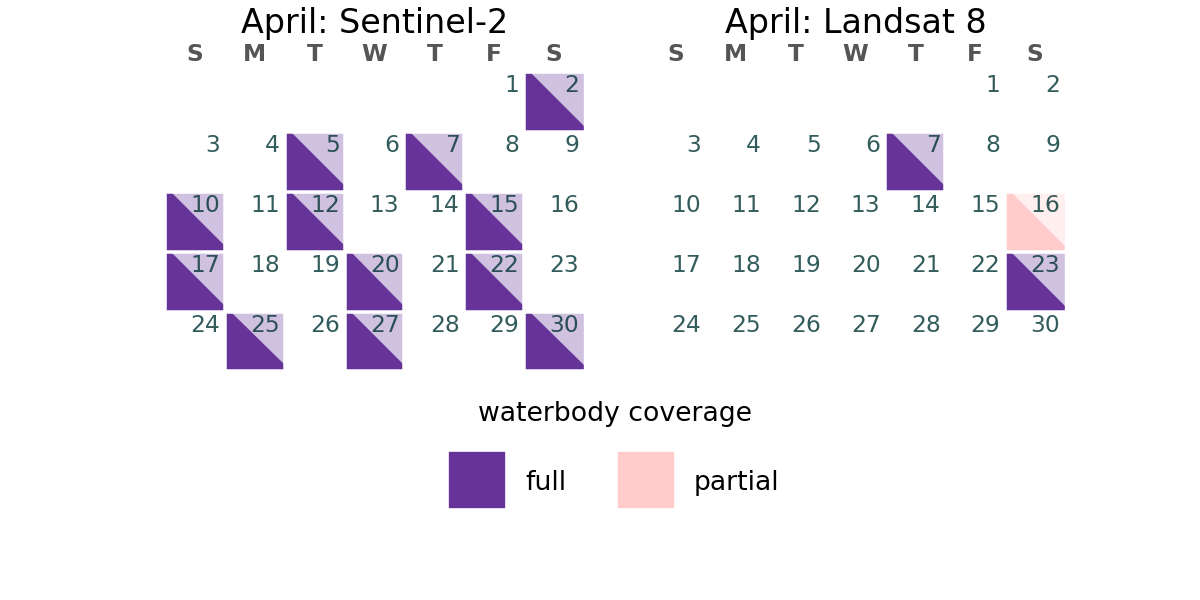 April: Sentinel-2
S M T W T F S
1 2
3 4 5 6 7 8 9
10 11 12 13 14 15 16
17 18 19 20 21 22 23
24 25 26 27 28 29 30
April: Landsat 8
S M T W T F S
1 2
3 4 5 6 7 8 9
10 11 12 13 14 15 16
17 18 19 20 21 22 23
24 25 26 27 28 29 30
waterbody coverage
full partial